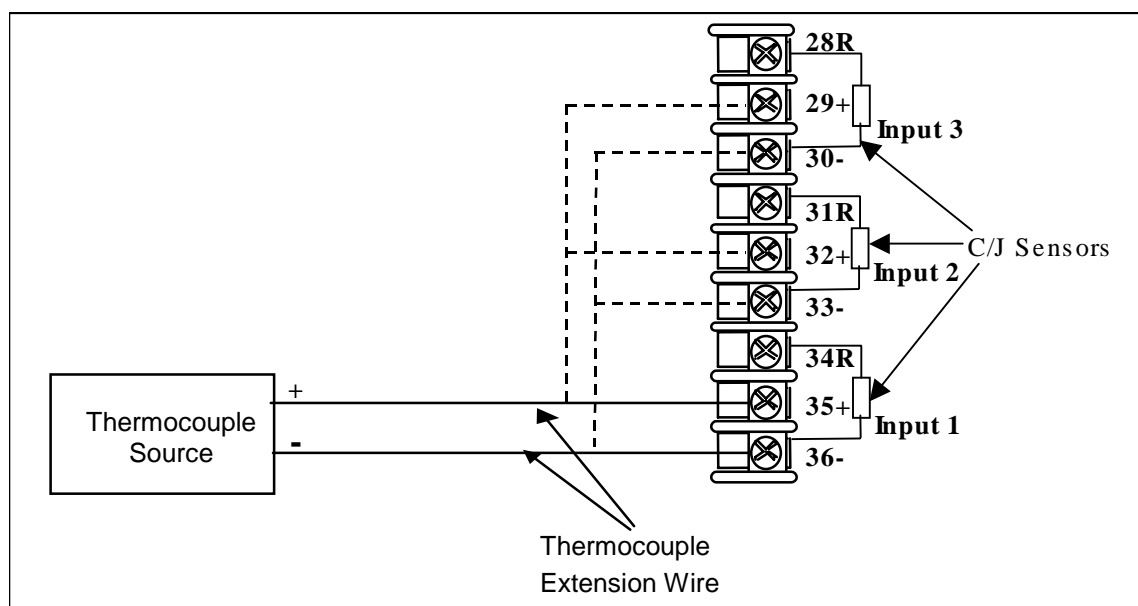 28R
29+
Input 3
30-
31R
C/J Sensors
32+
Input 2
33-
34R
+
35+
Thermocouple
Source
Input 1
-
36-
Thermocouple
Extension Wire